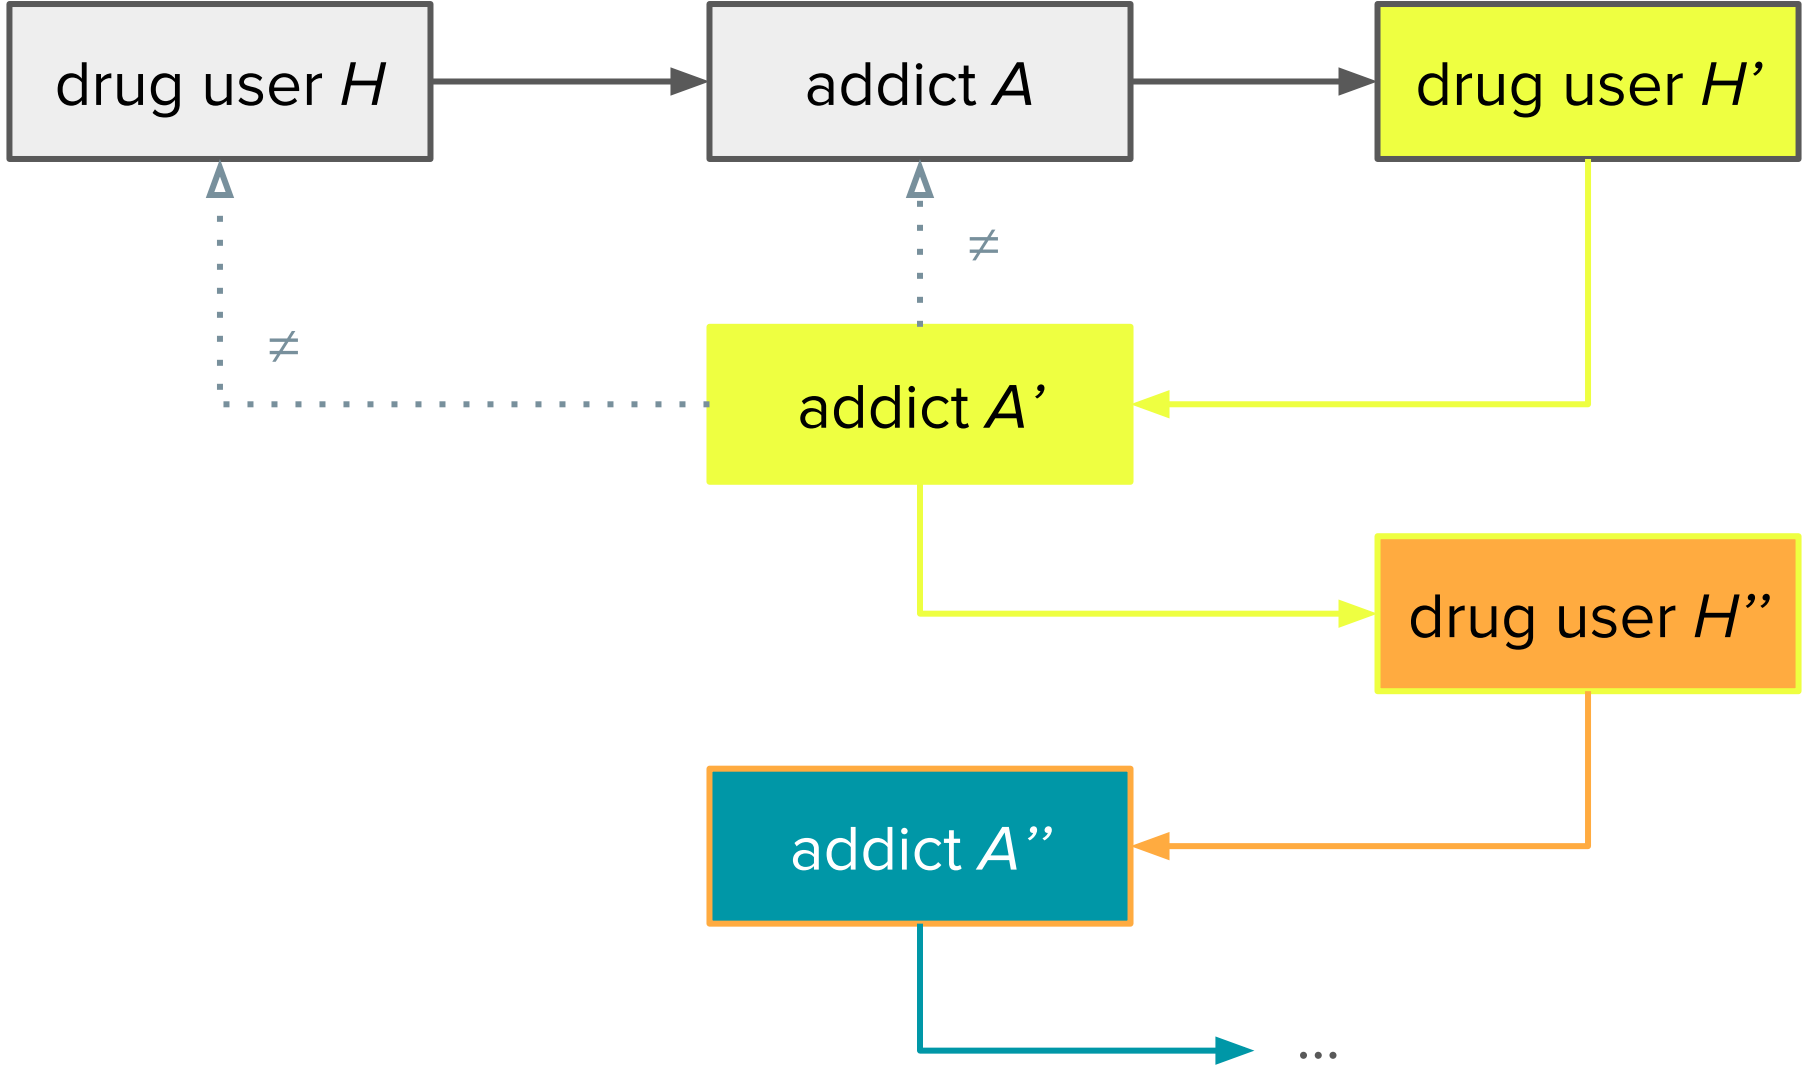 drug user H
addict A
drug user H’
≠
≠
addict A’
drug user H’’
addict A’’
...